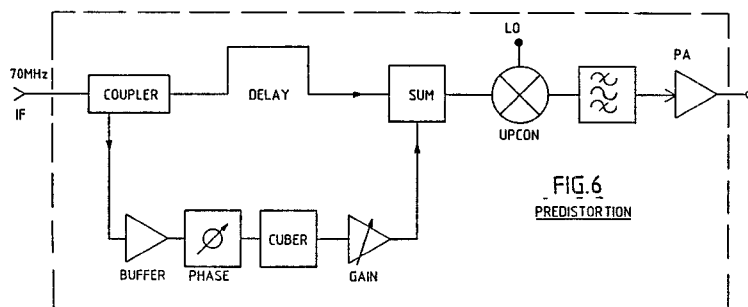 LO
PA
70MHz
IF
COUPLER
DELAY
SUM
UPCON
BUFFER
PHASE
CUBER
GAIN
FIG.6
PREDISTORTION